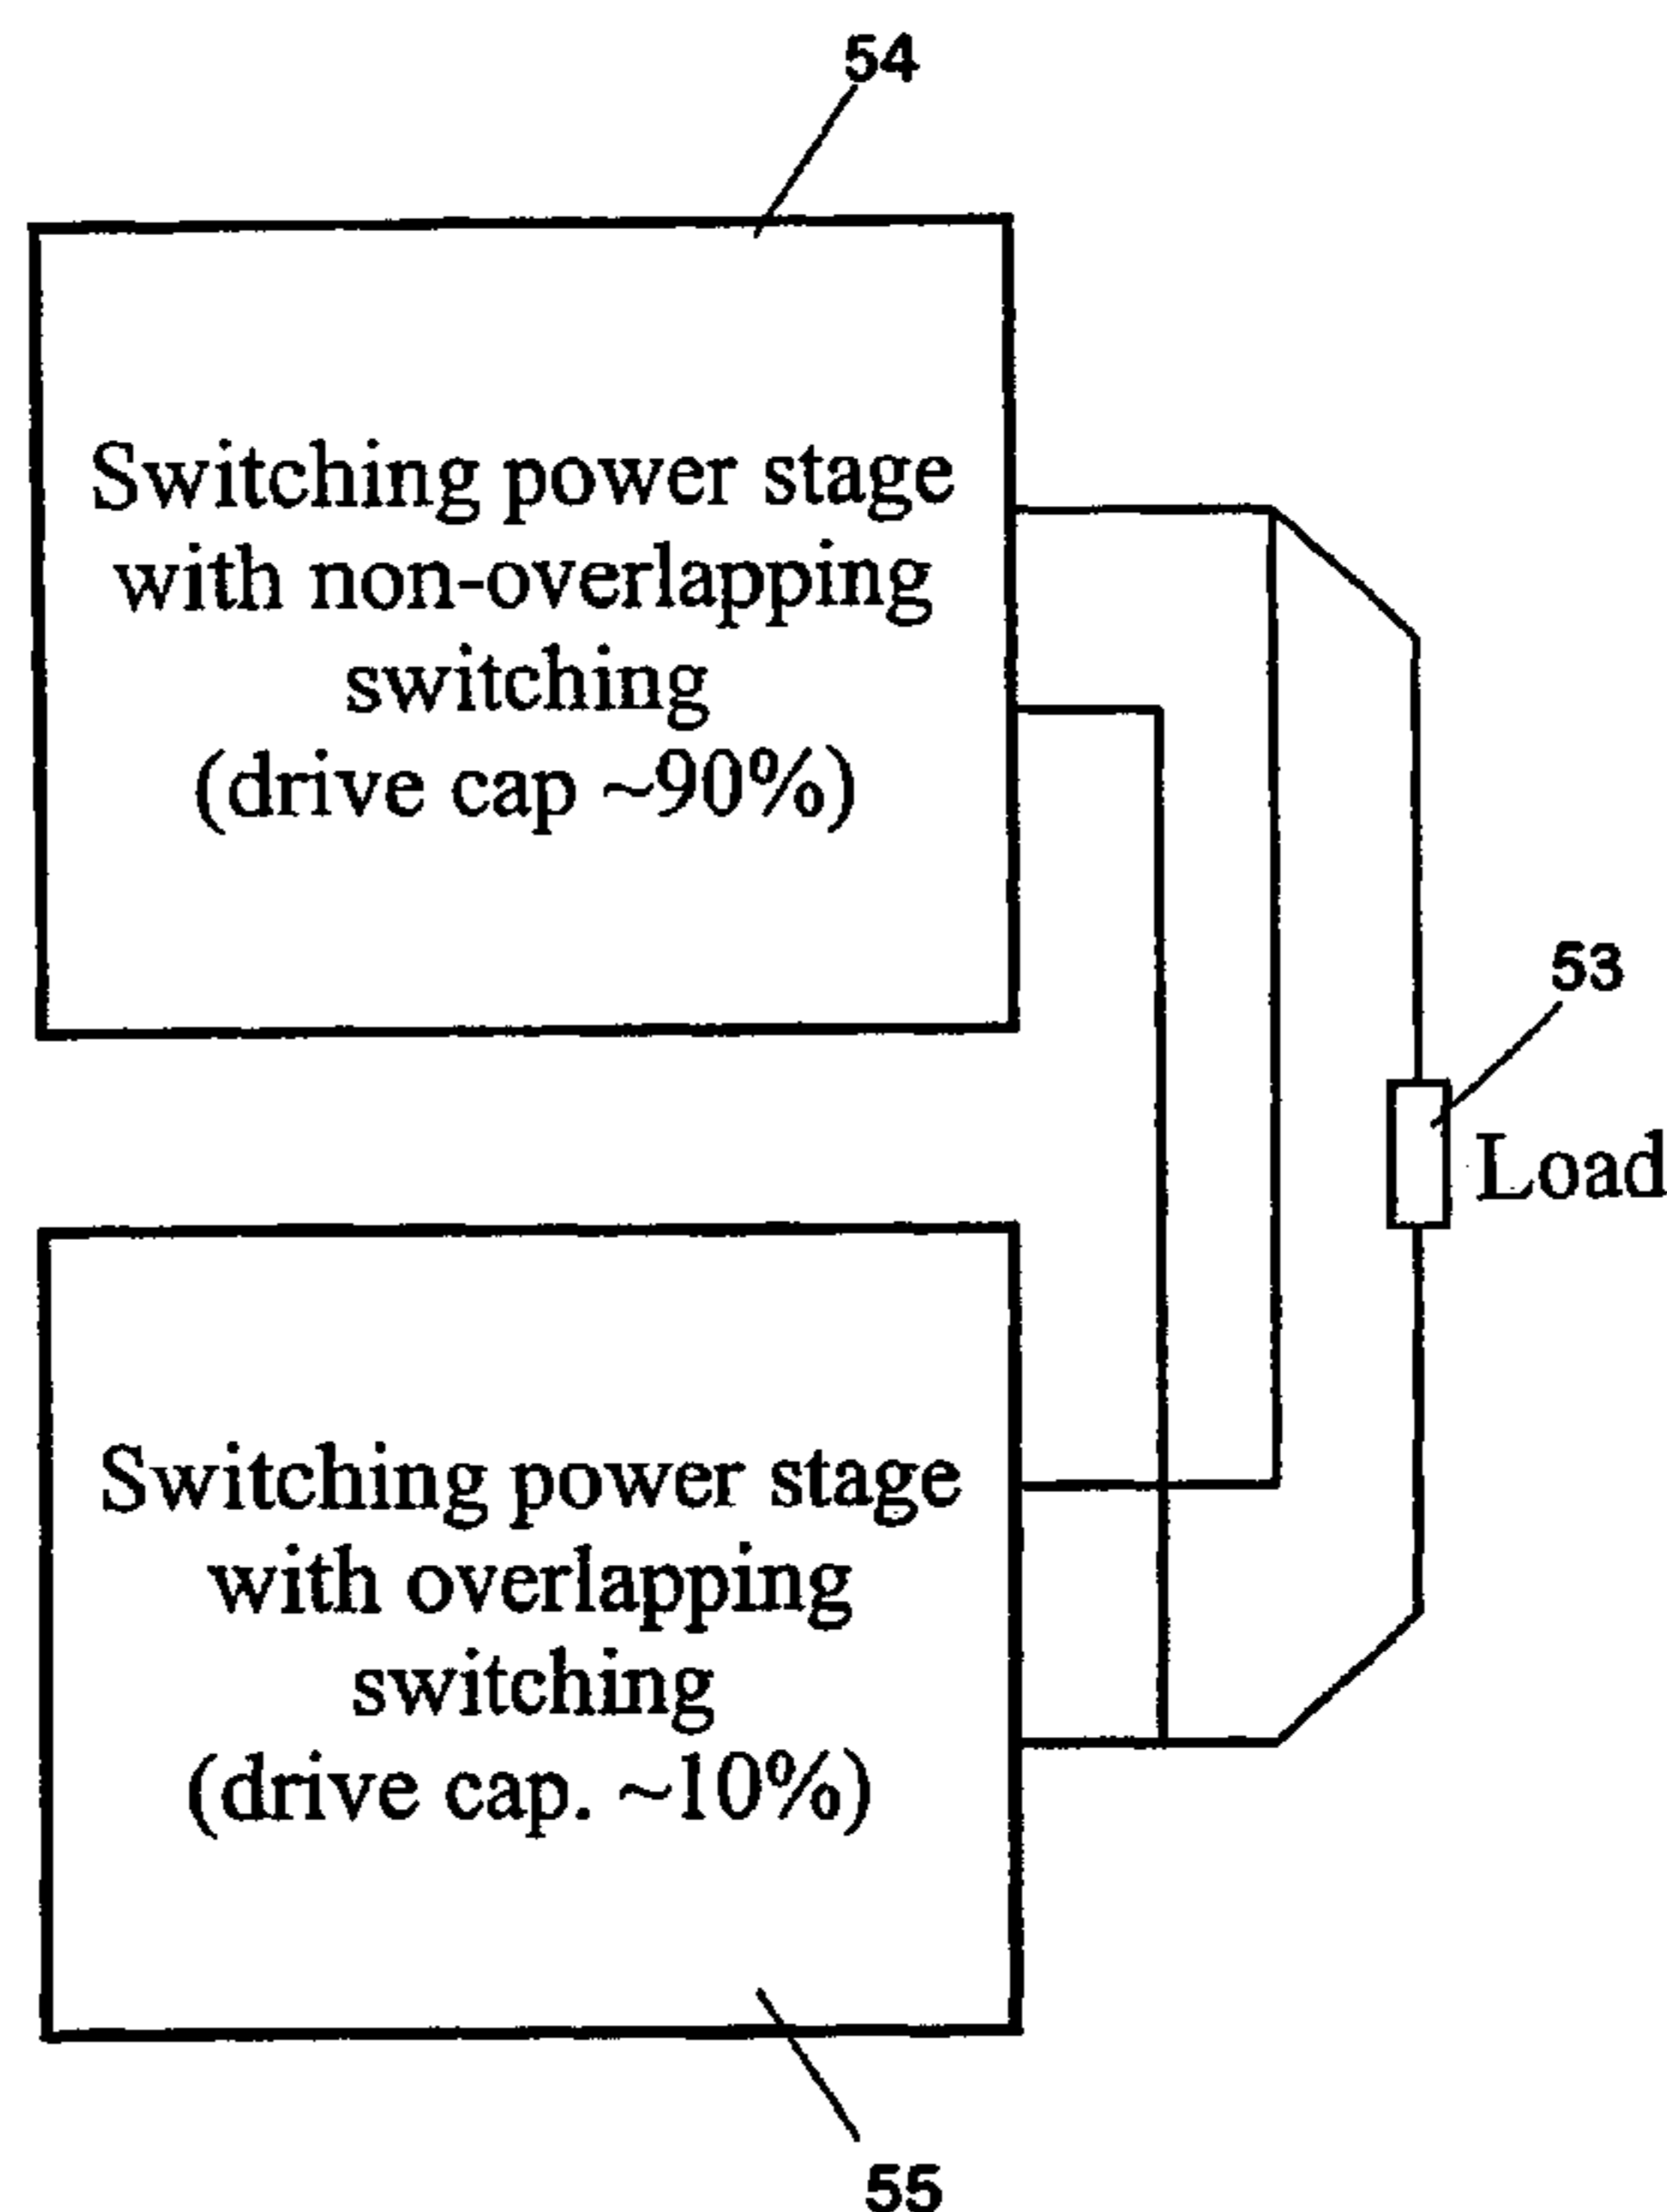 54
Switching power stage
with non-overlapping
switching
(drive cap ~90%)
53
Load
Switching power stage
with overlapping
switching
(drive cap. ~10%)
55